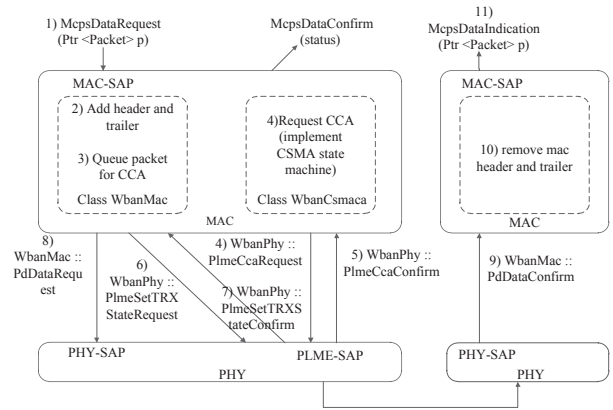 1) McpsDataRequest
(Ptr <Packet> p)
McpsDataConfirm
(status)
11)
McpsDataIndication
(Ptr <Packet> p)
MAC-SAP
2) Add header and
trailer
3) Queue packet
for CCA
Class WbanMac
4)Request CCA
(implement
CSMA state
machine)
Class WbanCsmaca
MAC
MAC-SAP
10) remove mac
header and trailer
MAC
8)
WbanMac ::
PdDataRequ
est
6)
WbanPhy ::
PlmeSetTRX
StateRequest
4) WbanPhy ::
PlmeCcaRequest
7) WbanPhy ::
PlmeSetTRXS
tateConfirm
5) WbanPhy ::
PlmeCcaConfirm
9) WbanMac ::
PdDataConfirm
PHY-SAP
PLME-SAP
PHY
PHY-SAP
PHY